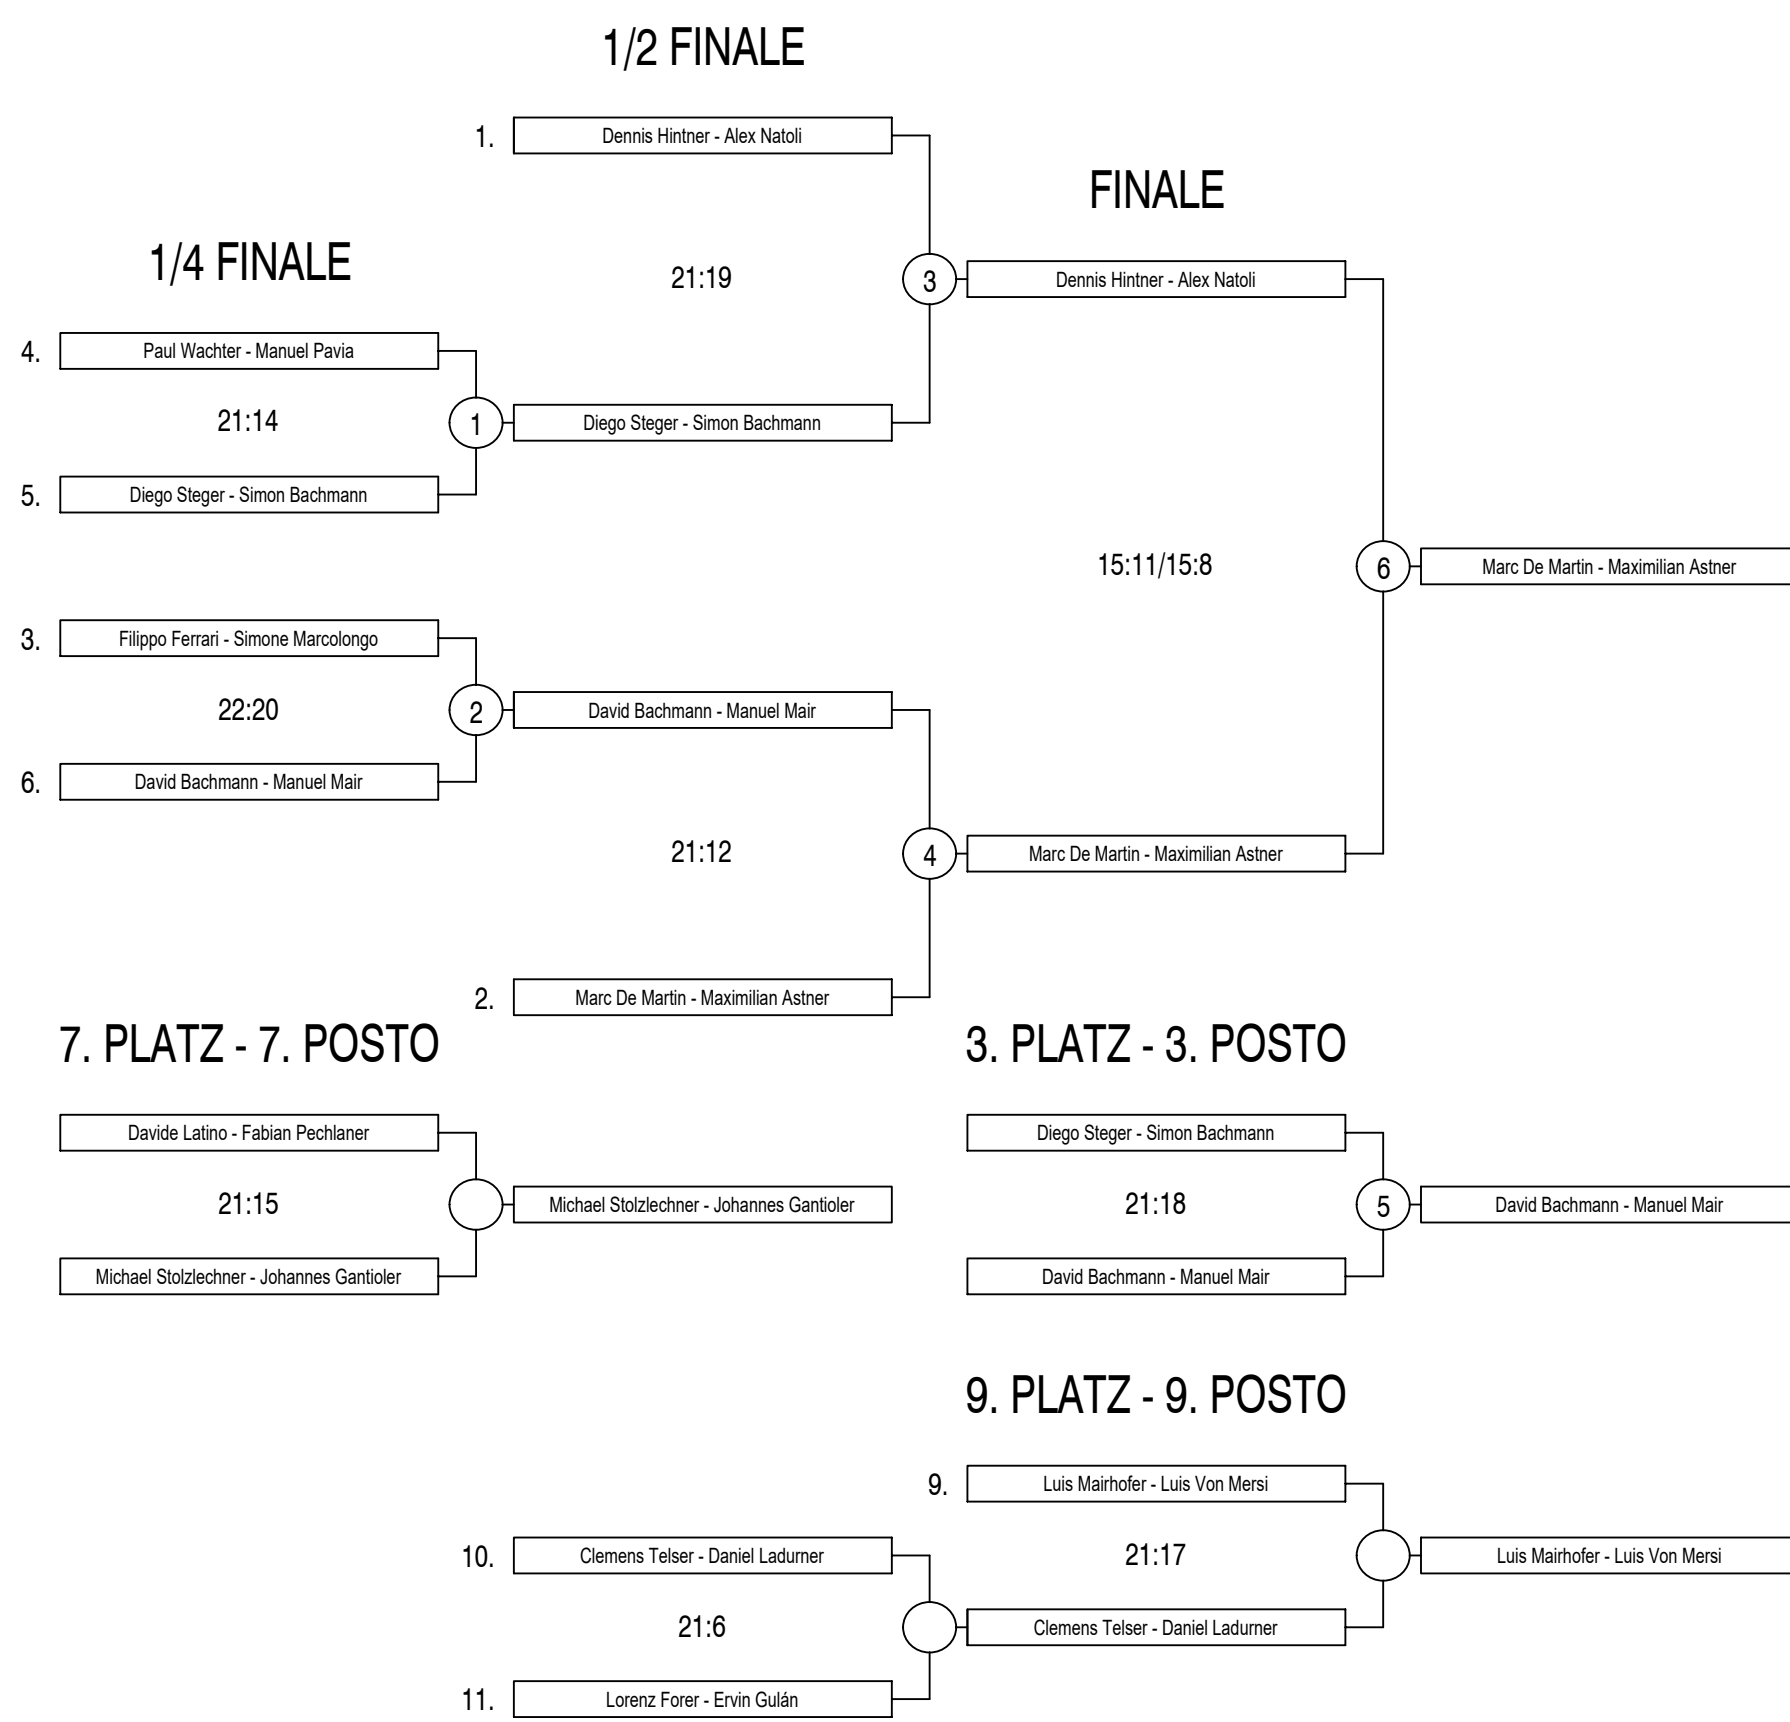 1/2 FINALE
1. Dennis Hintner - Alex Natoli
FINALE
1/4 FINALE
21:19
3
Dennis Hintner - Alex Natoli
4. Paul Wachter - Manuel Pavia
21:14
1
Diego Steger - Simon Bachmann
5. Diego Steger - Simon Bachmann
15:11/15:8
6
Marc De Martin - Maximilian Astner
3. Filippo Ferrari - Simone Marcolongo
22:20
2
David Bachmann - Manuel Mair
6. David Bachmann - Manuel Mair
21:12
4
Marc De Martin - Maximilian Astner
2. Marc De Martin - Maximilian Astner
7. PLATZ - 7. POSTO
3. PLATZ - 3. POSTO
Davide Latino - Fabian Pechlaner
Diego Steger - Simon Bachmann
21:15
Michael Stolzlechner - Johannes Gantioler
21:18
5
David Bachmann - Manuel Mair
Michael Stolzlechner - Johannes Gantioler
David Bachmann - Manuel Mair
9. PLATZ - 9. POSTO
9. Luis Mairhofer - Luis Von Mersi
10. Clemens Telser - Daniel Ladurner
21:17
Luis Mairhofer - Luis Von Mersi
21:6
Clemens Telser - Daniel Ladurner
11. Lorenz Forer - Ervin Gulán